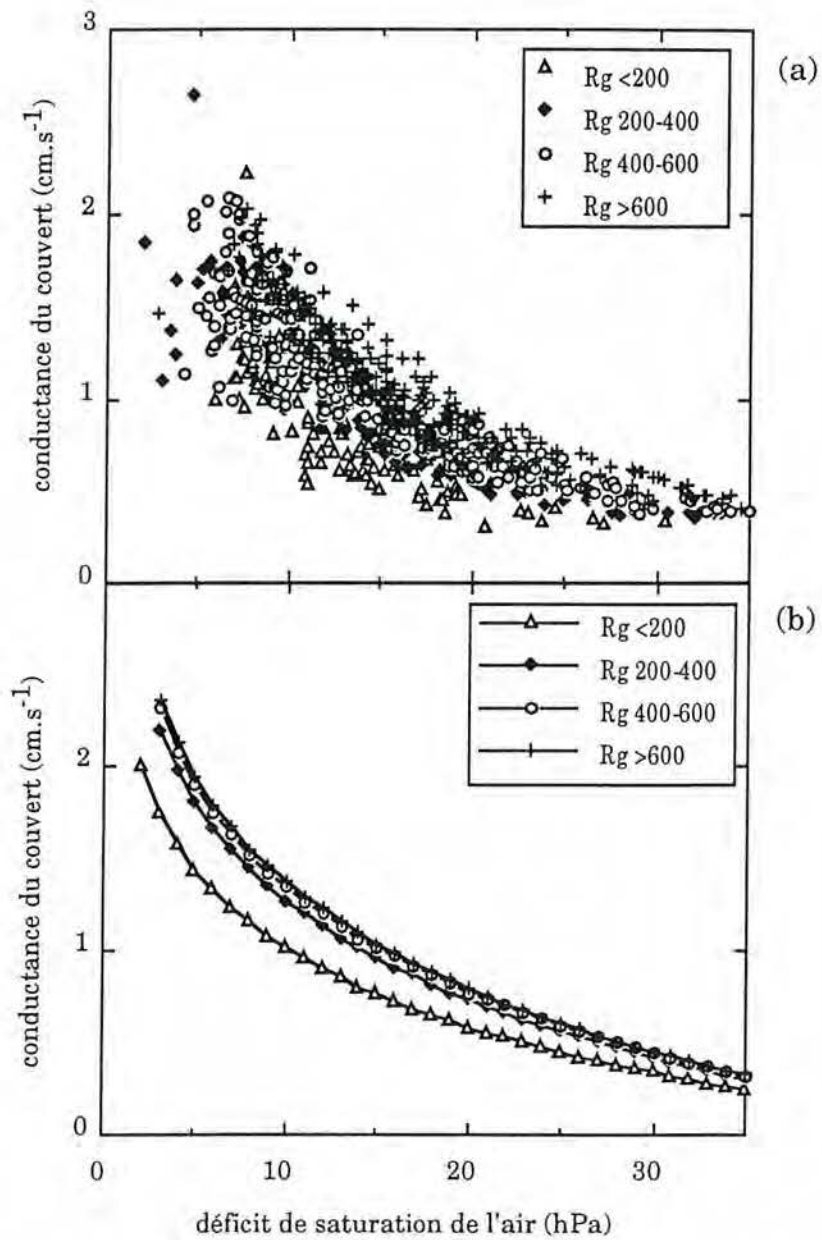 3
2
1
0
conductance du couvert (cm.s⁻¹)
Rg <200
Rg 200-400
Rg 400-600
Rg >600
(a)
2
1
0
conductance du couvert (cm.s⁻¹)
Rg <200
Rg 200-400
Rg 400-600
Rg >600
(b)
0 10 20 30
déficit de saturation de l'air (hPa)